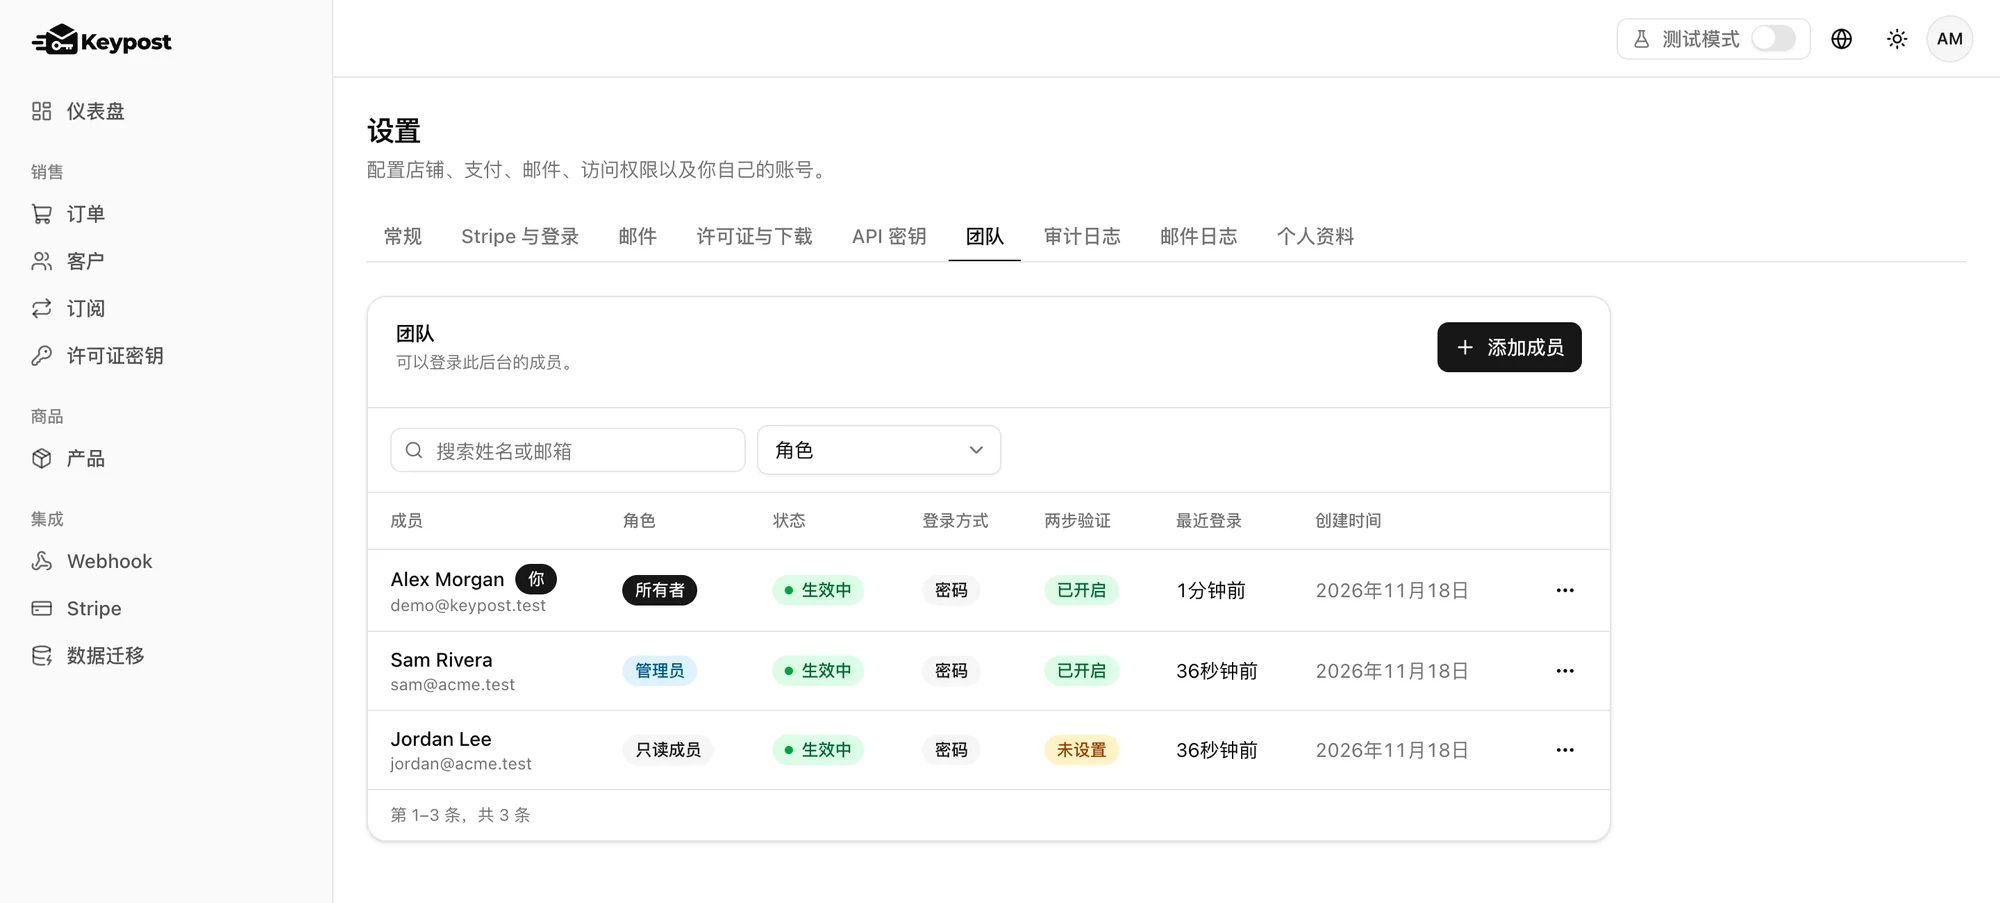 Keypost
测试模式
AM
仪表盘
销售
订单
客户
订阅
许可证密钥
商品
产品
集成
Webhook
Stripe
数据迁移
设置
配置店铺、支付、邮件、访问权限以及你自己的账号。
常规 Stripe 与登录 邮件 许可证与下载 API 密钥 团队 审计日志 邮件日志 个人资料
团队
可以登录此后台的成员。
添加成员
搜索姓名或邮箱 角色
成员 角色 状态 登录方式 两步验证 最近登录 创建时间
Alex Morgan 你
demo@keypost.test
所有者 生效中 密码 已开启 1分钟前 2026年11月18日
Sam Rivera
sam@acme.test
管理员 生效中 密码 已开启 36秒钟前 2026年11月18日
Jordan Lee
jordan@acme.test
只读成员 生效中 密码 未设置 36秒钟前 2026年11月18日
第 1–3 条，共 3 条